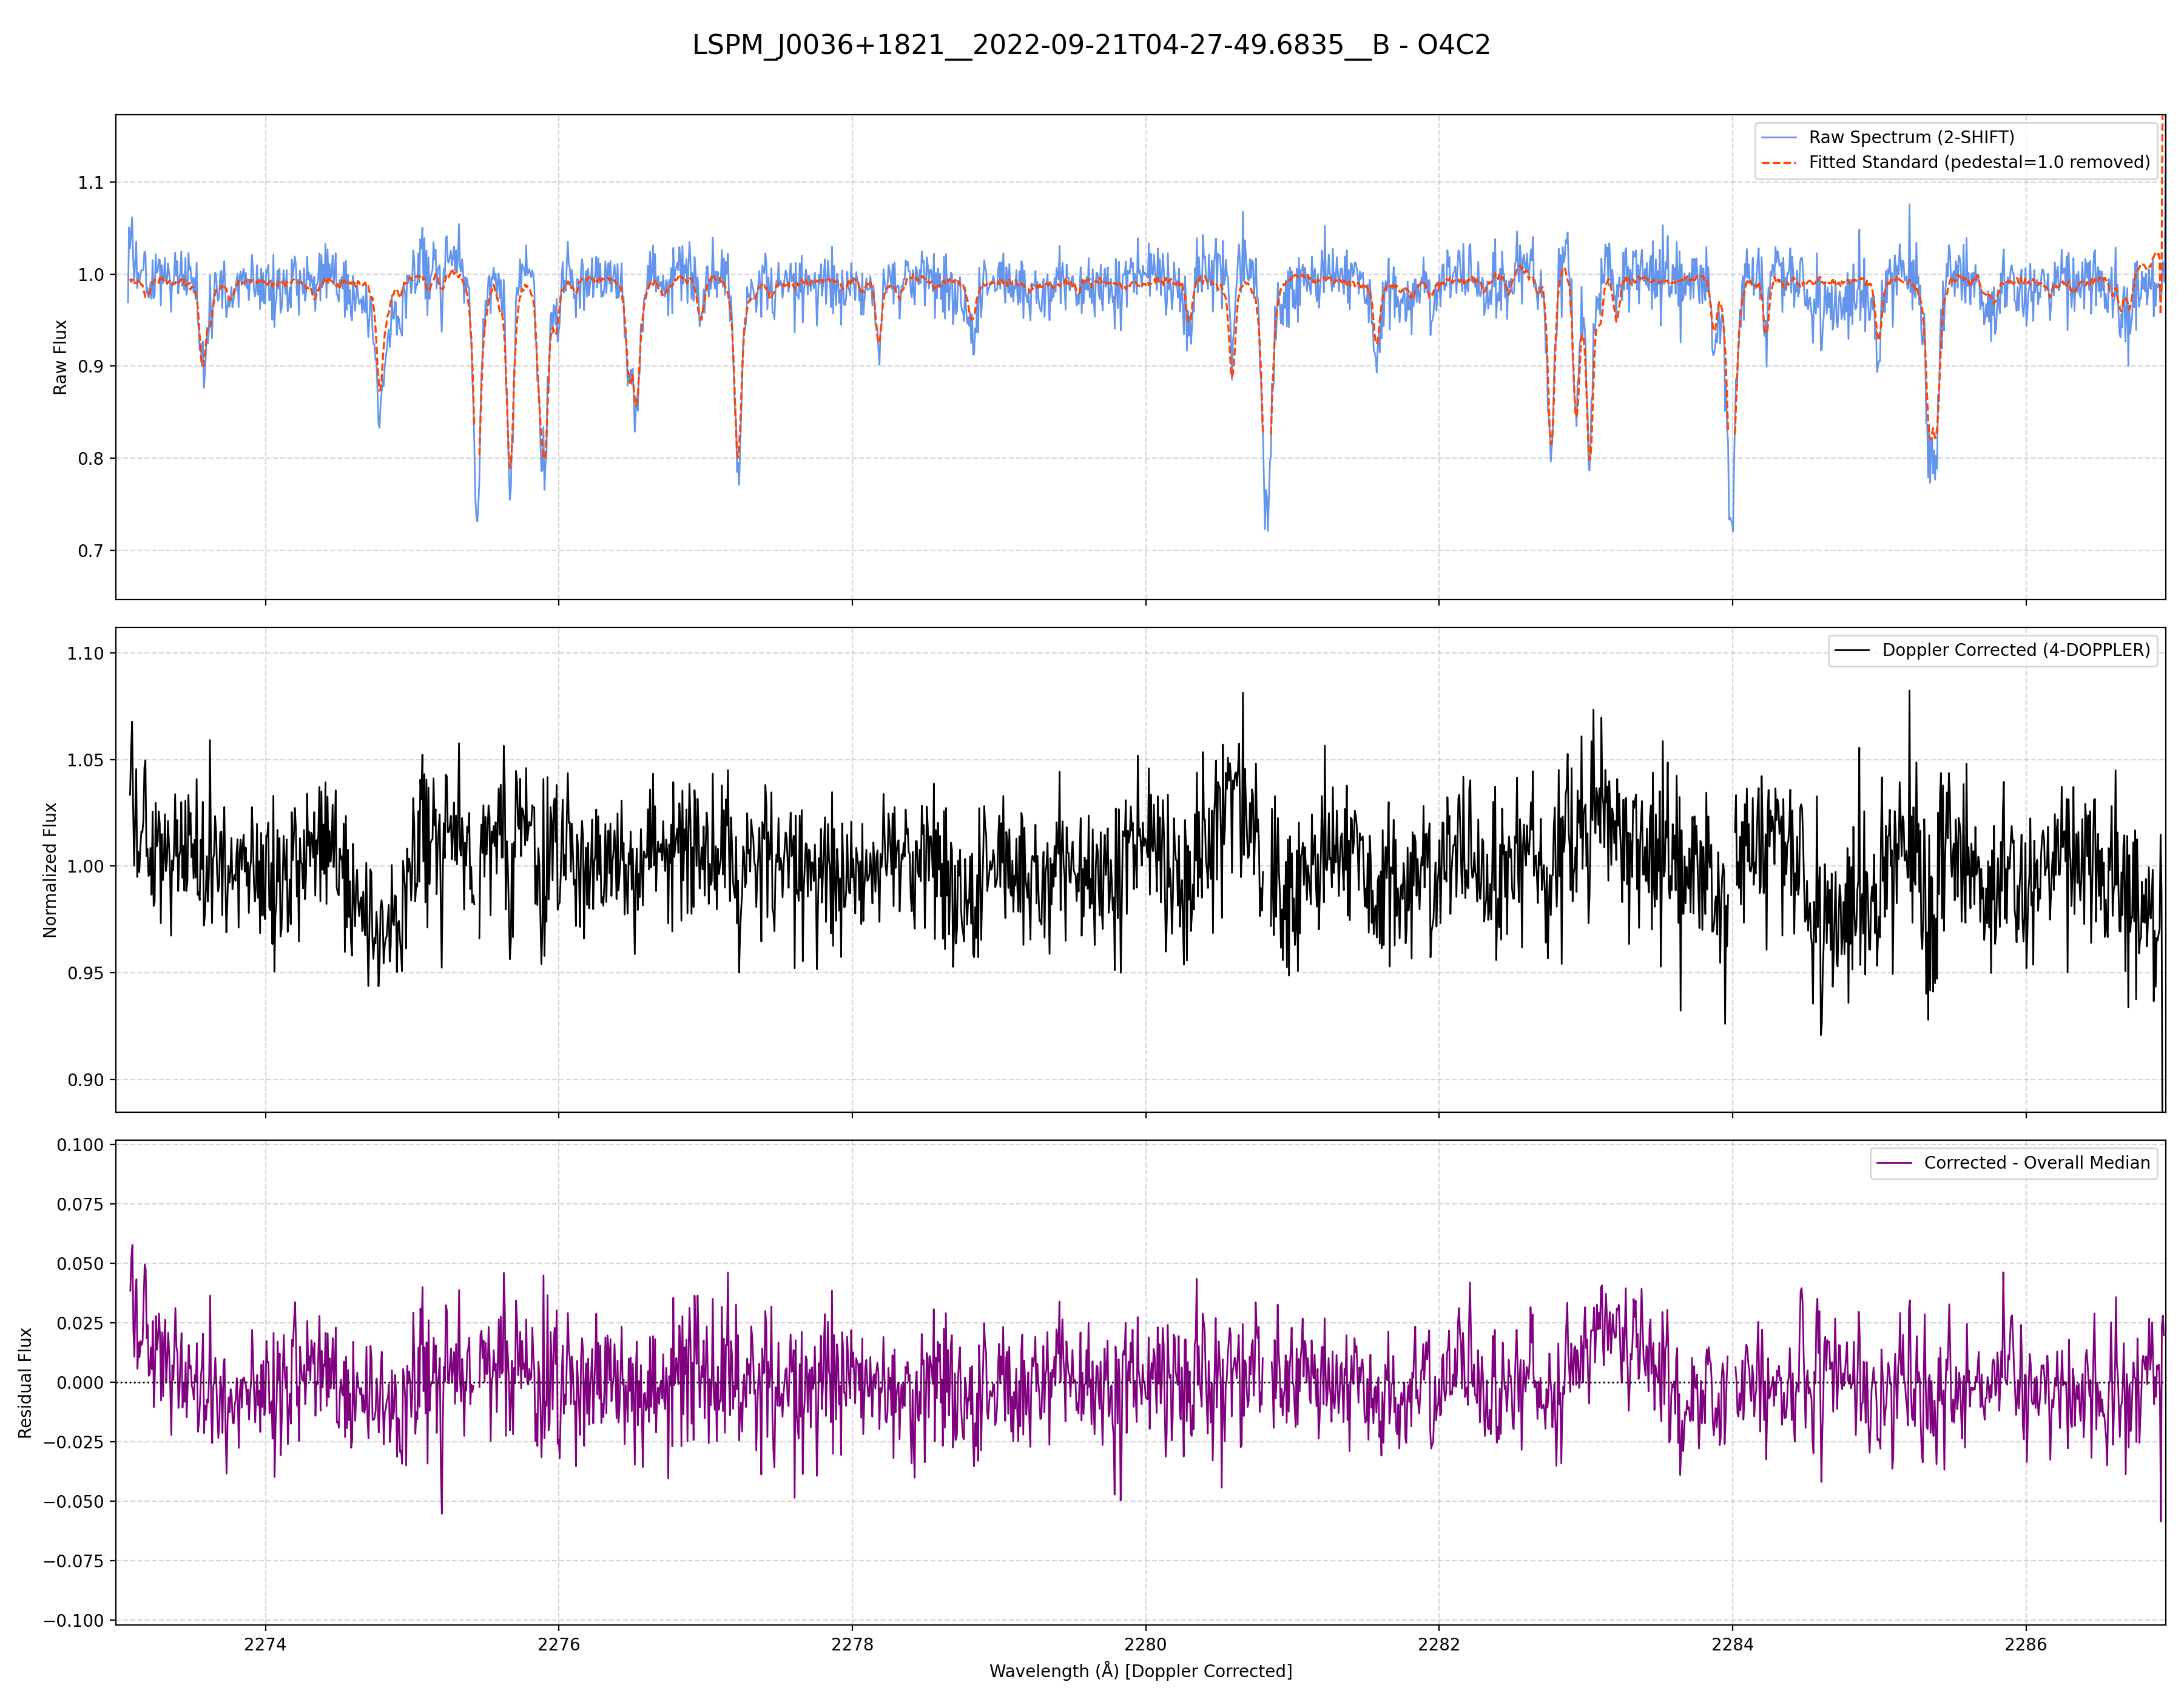 LSPM_J0036+1821__2022-09-21T04-27-49.6835__B - O4C2
Raw Spectrum (2-SHIFT)
Fitted Standard (pedestal=1.0 removed)
1.1
1.0
0.9
0.8
0.7
Raw Flux
Doppler Corrected (4-DOPPLER)
1.10
1.05
1.00
0.95
0.90
Normalized Flux
Corrected - Overall Median
0.100
0.075
0.050
0.025
0.000
−0.025
−0.050
−0.075
−0.100
Residual Flux
2274 2276 2278 2280 2282 2284 2286
Wavelength (Å) [Doppler Corrected]